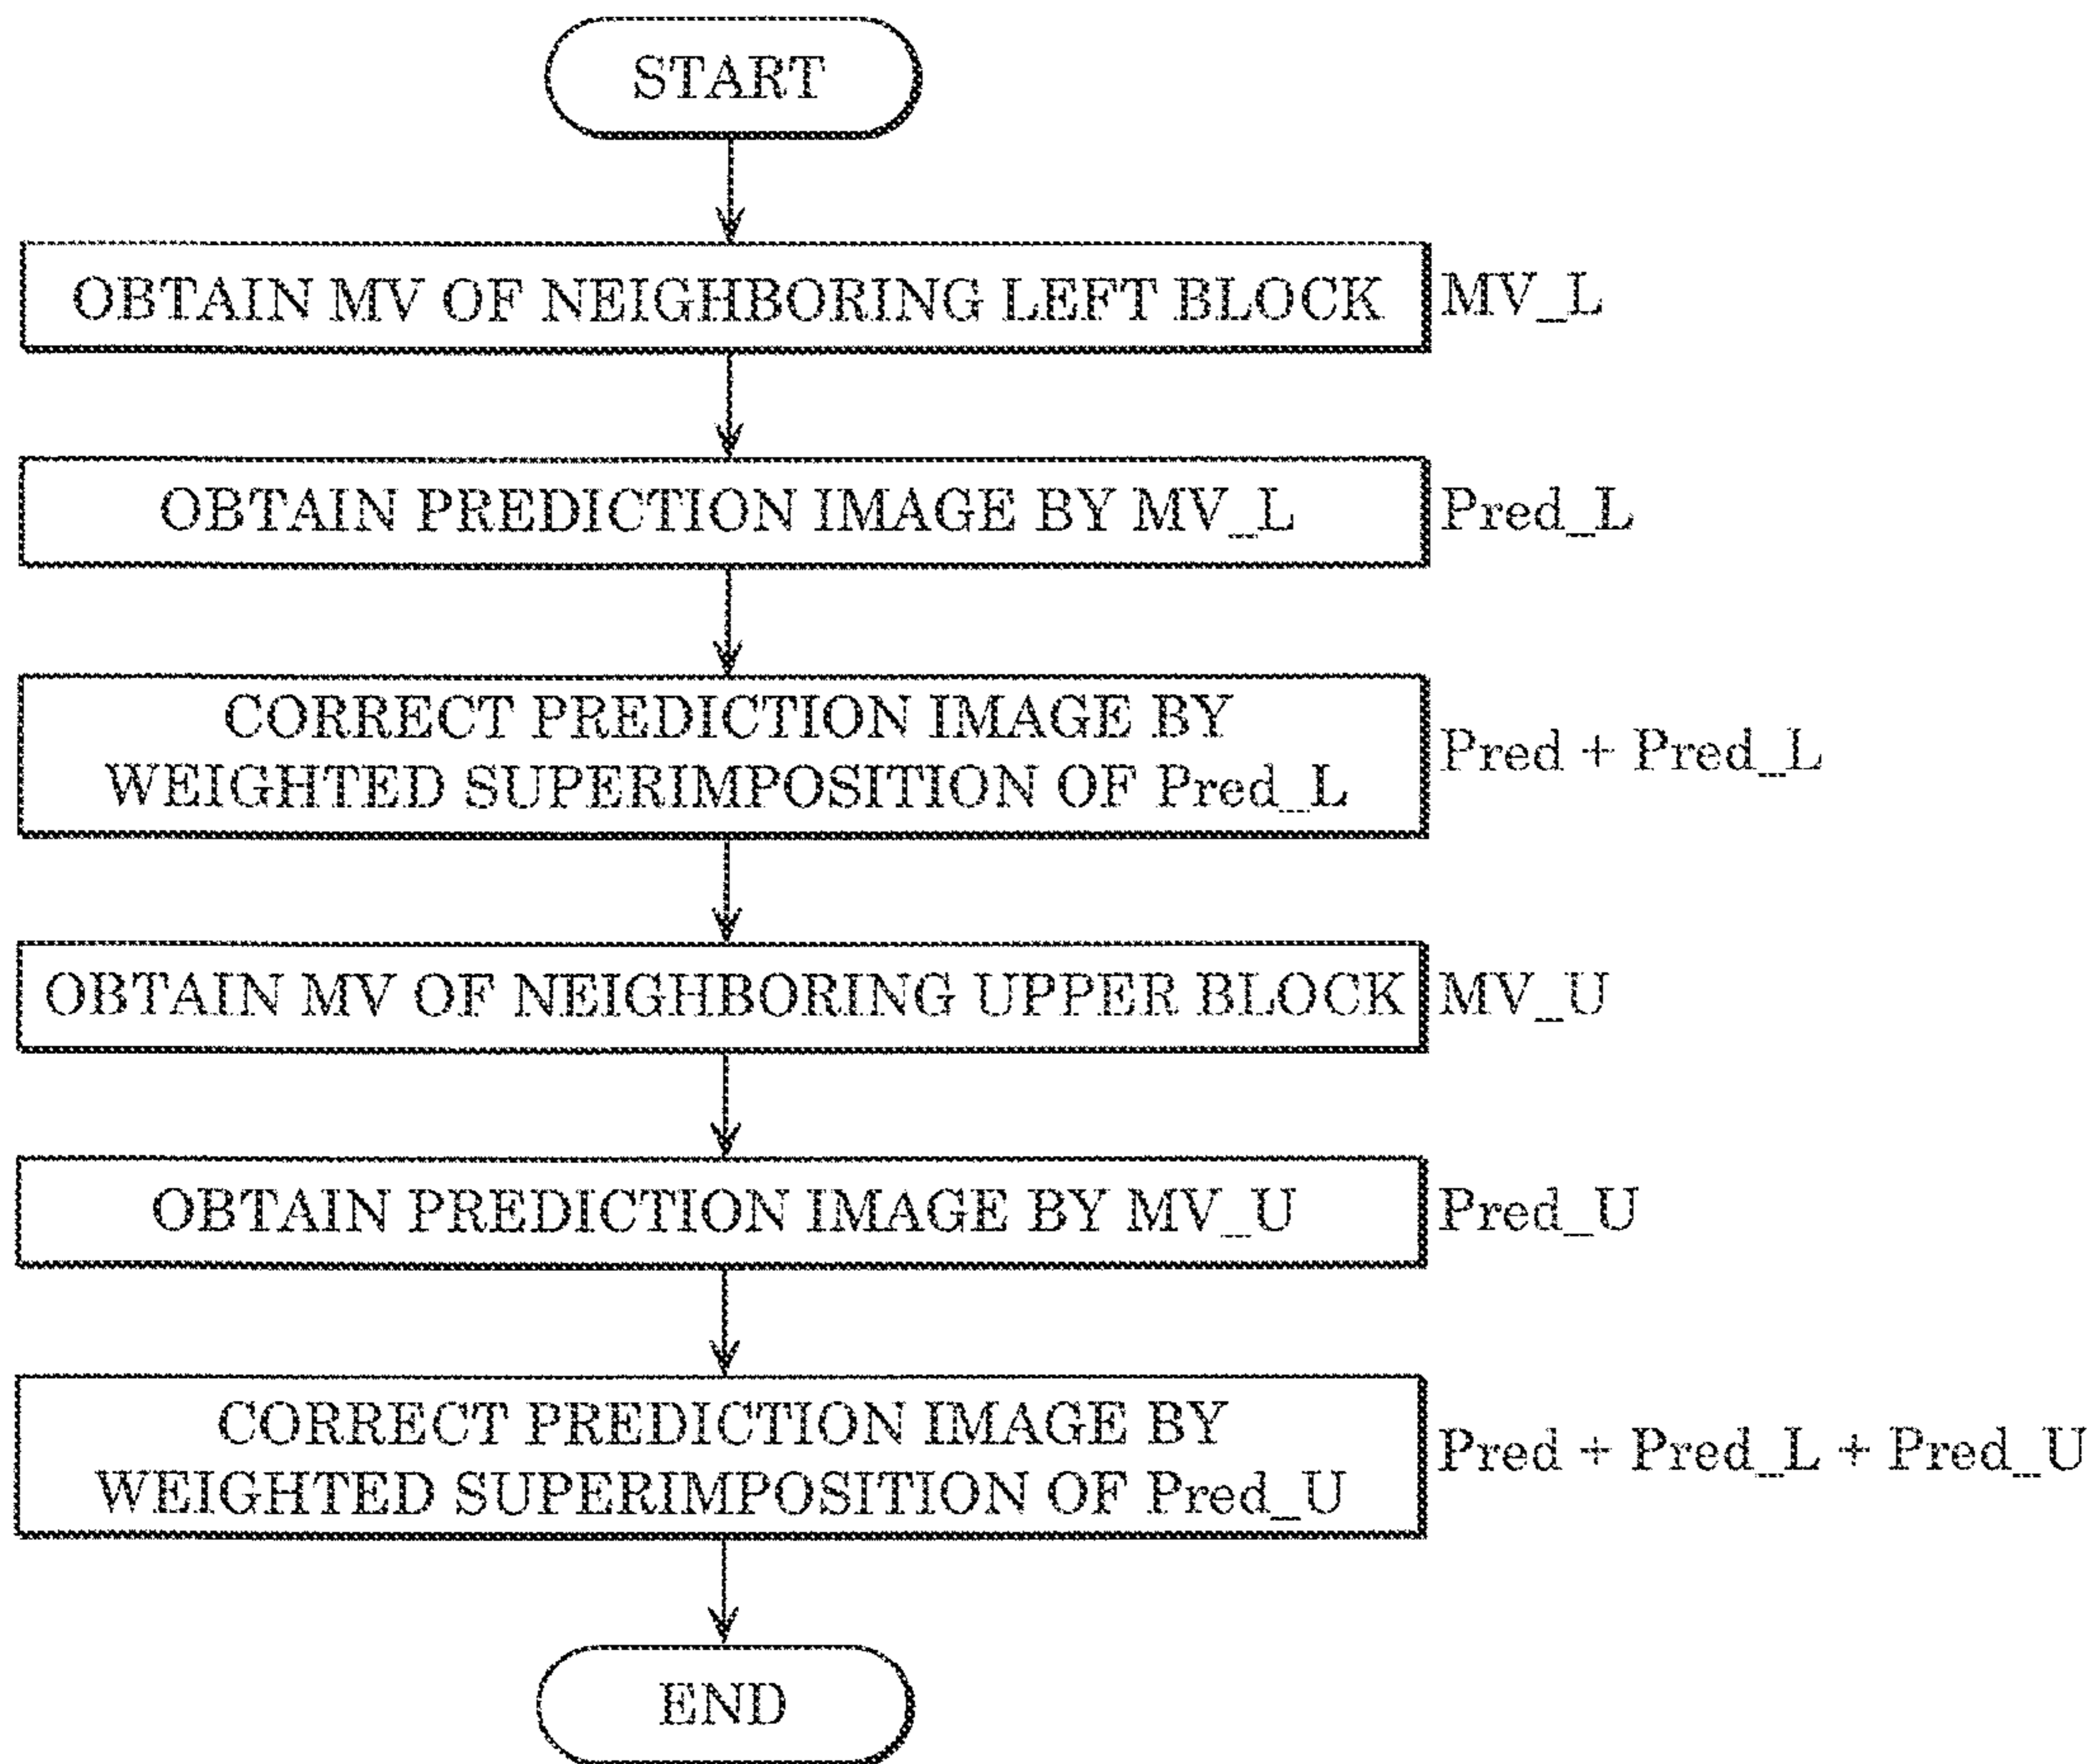 START
OBTAIN MV OF NEIGHBORING LEFT BLOCK
MV_L
OBTAIN PREDICTION IMAGE BY MV_L
Pred_L
CORRECT PREDICTION IMAGE BY
WEIGHTED SUPERIMPOSITION OF Pred_L
Pred + Pred_L
OBTAIN MV OF NEIGHBORING UPPER BLOCK
MV_U
OBTAIN PREDICTION IMAGE BY MV_U
Pred_U
CORRECT PREDICTION IMAGE BY
WEIGHTED SUPERIMPOSITION OF Pred_U
Pred + Pred_L + Pred_U
END